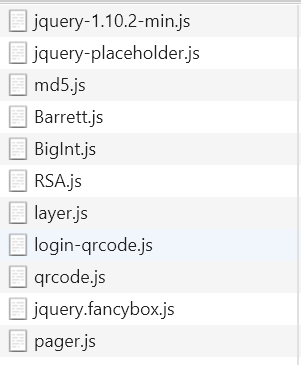 jquery-1.10.2-min.js
jquery-placeholder.js
md5.js
Barrett.js
BigInt.js
RSA.js
layer.js
login-qrcode.js
qrcode.js
jquery.fancybox.js
pager.js